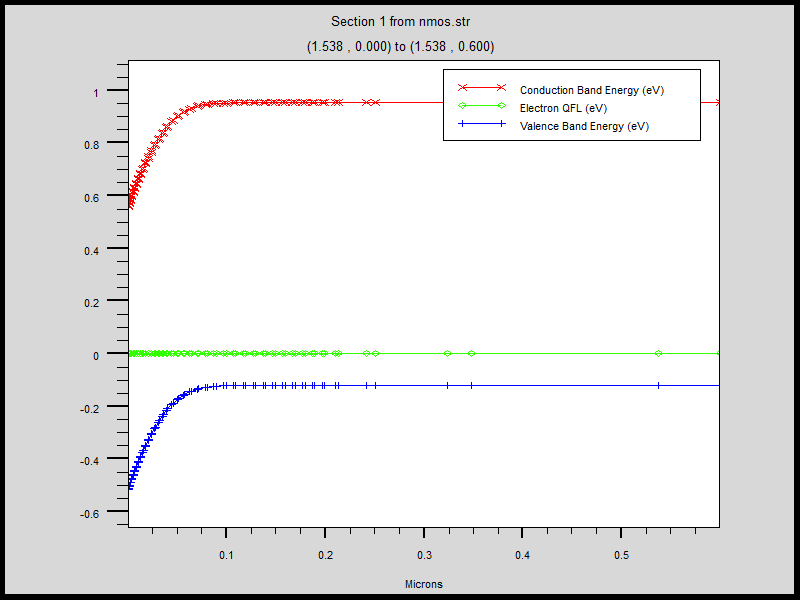 Section 1 from nmos.str
(1.538 , 0.000) to (1.538 , 0.600)
Conduction Band Energy (eV)
Electron QFL (eV)
Valence Band Energy (eV)
1
0.8
0.6
0.4
0.2
0
-0.2
-0.4
-0.6
0.1 0.2 0.3 0.4 0.5
Microns